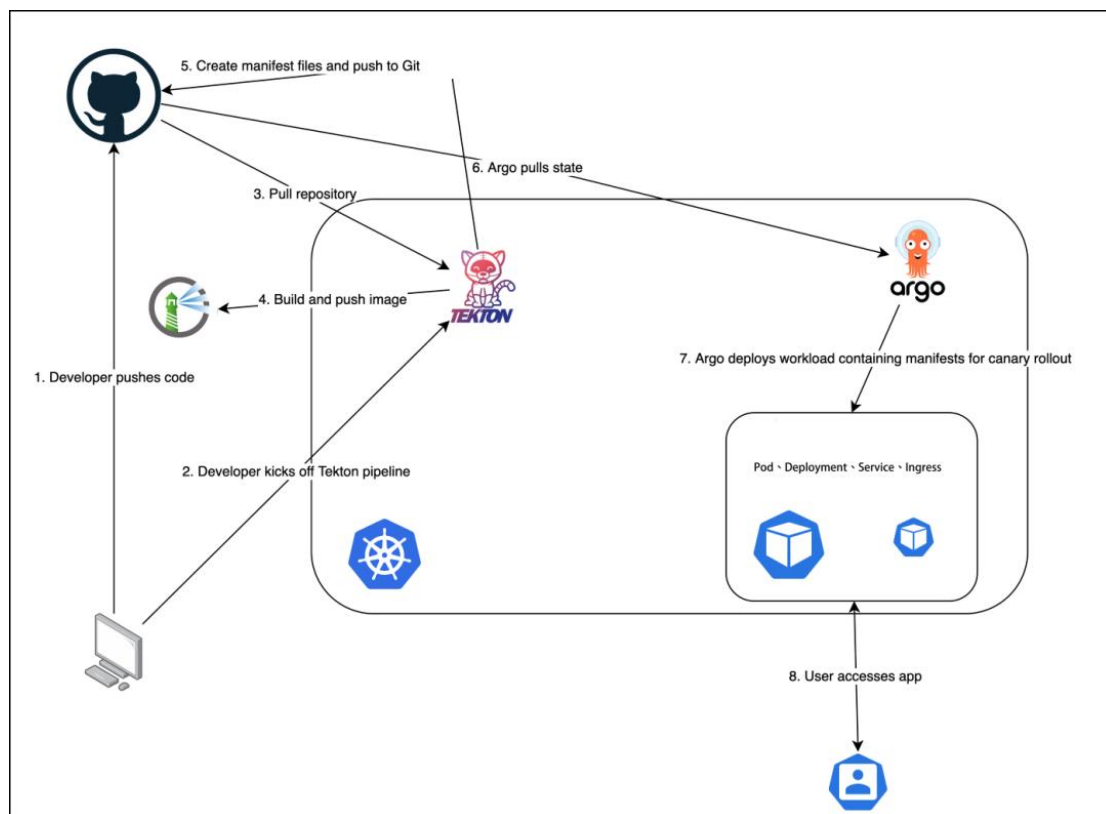 5. Create manifest files and push to Git
6. Argo pulls state
3. Pull repository
4. Build and push image
TEKTON
argo
7. Argo deploys workload containing manifests for canary rollout
1. Developer pushes code
2. Developer kicks off Tekton pipeline
Pod、Deployment、Service、Ingress
8. User accesses app